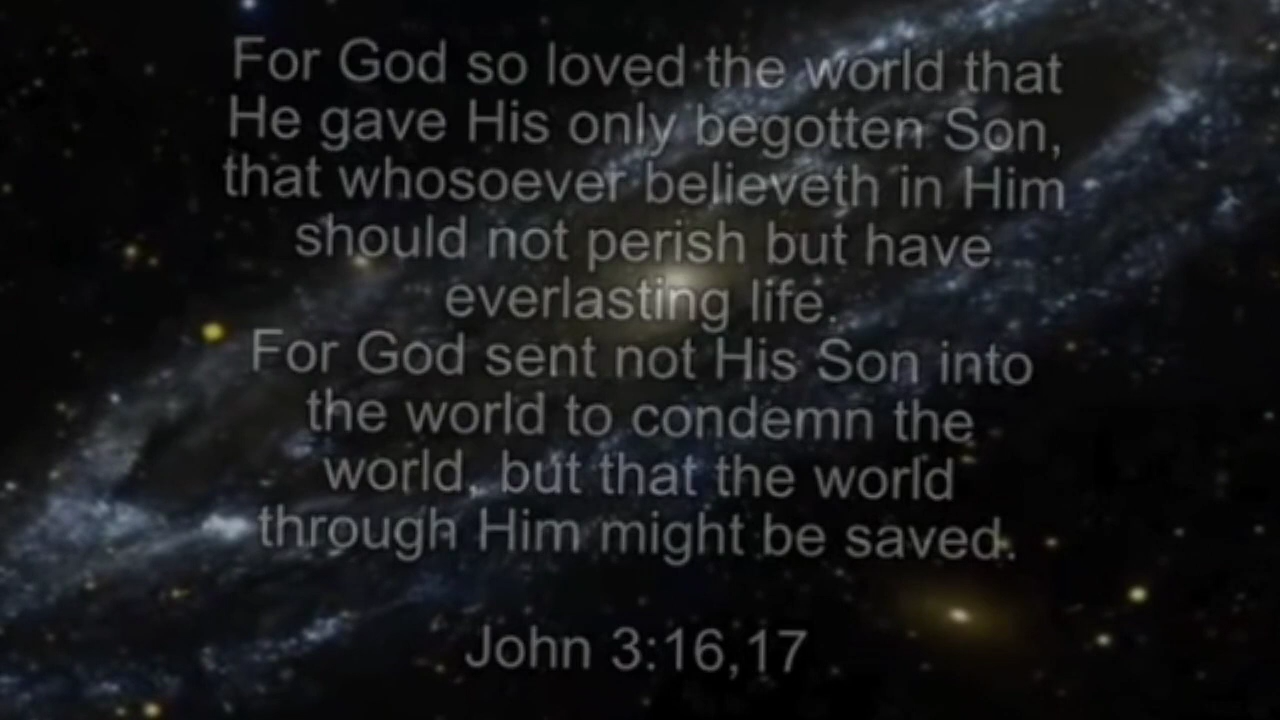 For God so loved the world that
He gave His only begotten Son,
that whosoever believeth in Him
should not perish but have
everlasting life.
For God sent not His Son into
the world to condemn the
world, but that the world
through Him might be saved.
John 3:16,17